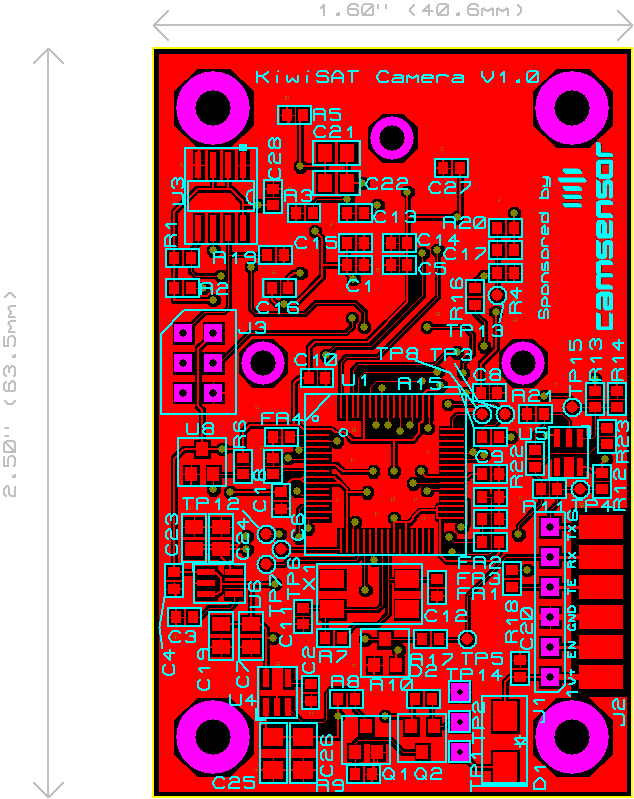 1.60" (40.6mm)
2.50" (63.5mm)
KiwiSAT Camera V1.0
Sponsored by
camsensor
R5
C21
C28
U3
C22
C27
R3
C13
R20
R1
R19
C15
C14
C17
C5
C1
R2
C16
R16
R4
J3
TP13
TP8
TP3
C10
U1
R15
C8
TP15
R13
R14
R21
FR4
U8
R6
U5
C9
R22
R23
C18
R12
TP12
R11
TP4
C23
TX
RX
TE
GND
EN
V+
1
FR2
FR3
FR1
X1
U6
TP7
TP6
C11
C12
R18
C20
C3
C4
C19
C7
R7
C2
R17
TP5
R10
TP14
U4
R8
J1
J2
TP2
TP1
C25
C26
R9
Q1
Q2
D1